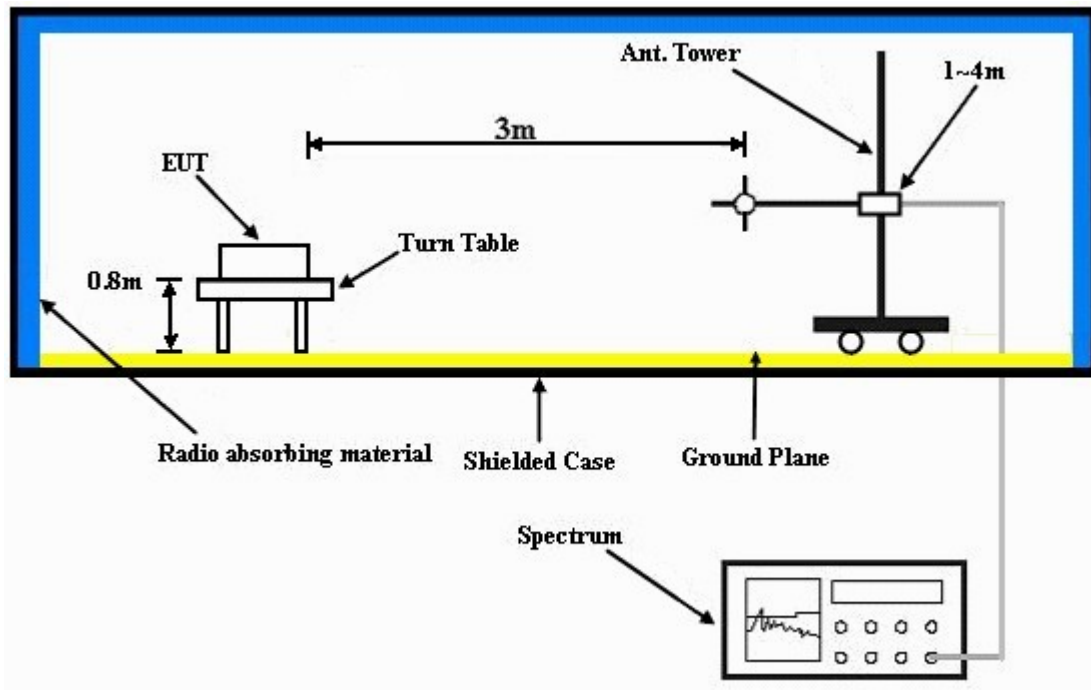 Ant. Tower
1~4m
3m
EUT
Turn Table
0.8m
Radio absorbing material
Shielded Case
Ground Plane
Spectrum